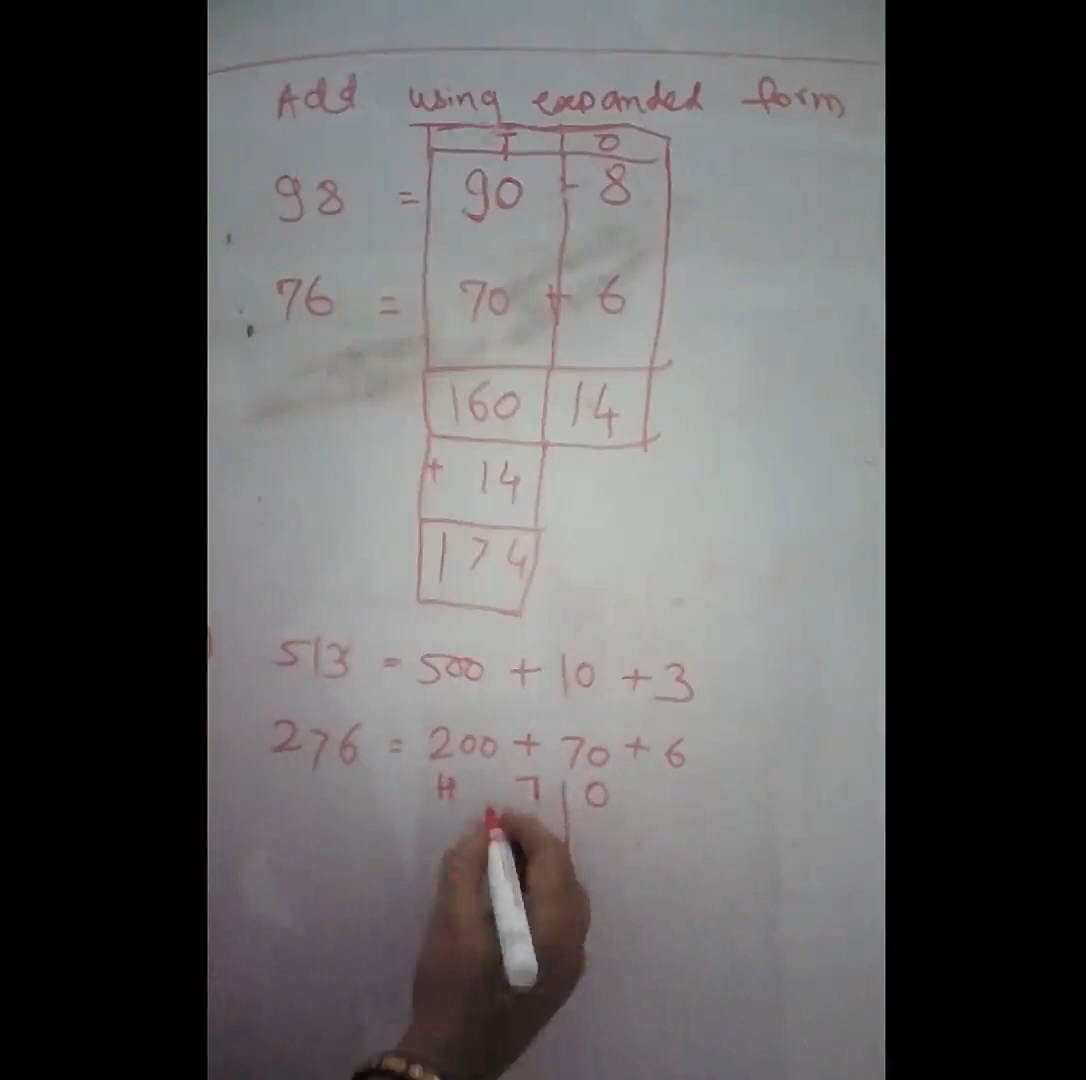 Add using expanded form
T O
98 = 90 + 8
76 = 70 + 6
160 14
+ 14
174
513 = 500 + 10 + 3
276 = 200 + 70 + 6
H T O